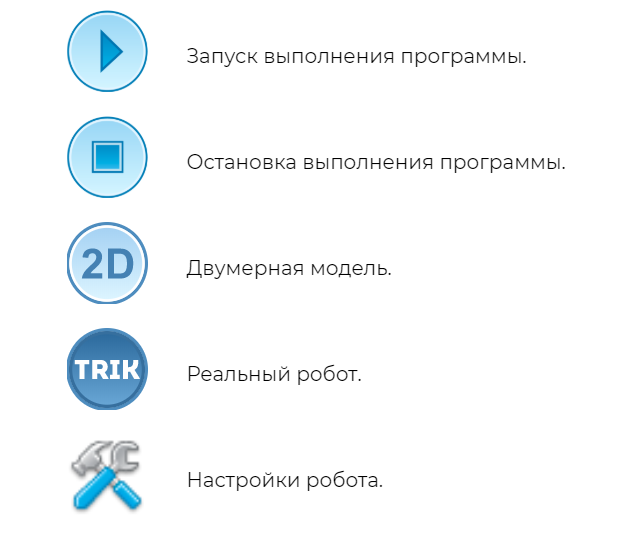 Запуск выполнения программы.
Остановка выполнения программы.
2D
Двумерная модель.
TRIK
Реальный робот.
Настройки робота.